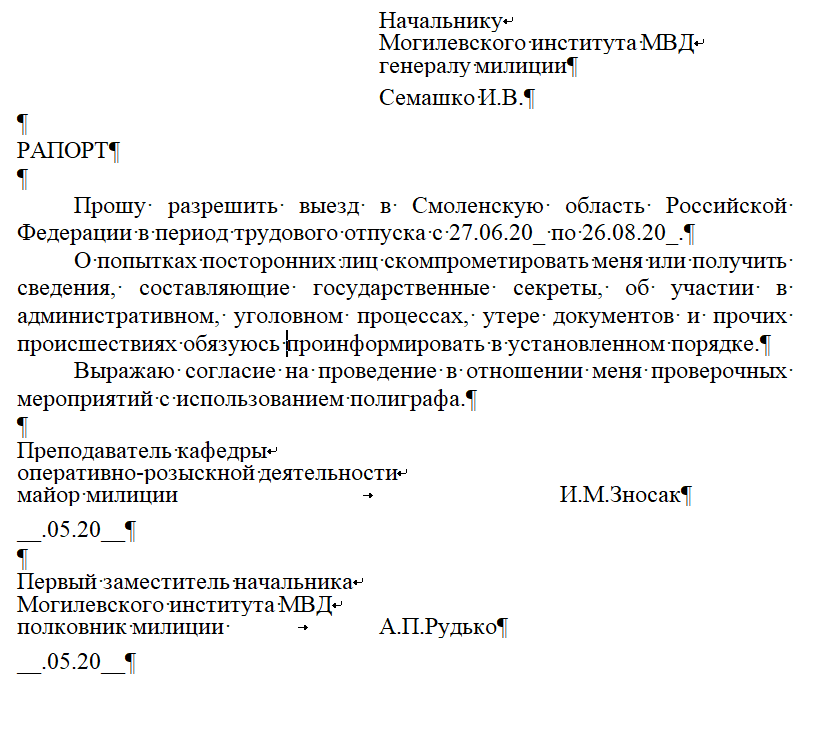 Начальнику
Могилевского института МВД
генералу милиции¶
Семашко И.В.¶
¶
РАПОРТ¶
¶
Прошу разрешить выезд в Смоленскую область Российской
Федерации в период трудового отпуска с 27.06.20_ по 26.08.20_.¶
О попытках посторонних лиц скомпрометировать меня или получить
сведения, составляющие государственные секреты, об участии в
административном, уголовном процессах, утере документов и прочих
происшествиях обязуюсь проинформировать в установленном порядке.¶
Выражаю согласие на проведение в отношении меня проверочных
мероприятий с использованием полиграфа.¶
¶
Преподаватель кафедры
оперативно-розыскной деятельности
майор милиции → И.М.Зносак¶
__.05.20__¶
¶
Первый заместитель начальника
Могилевского института МВД
полковник милиции → А.П.Рудько¶
__.05.20__¶